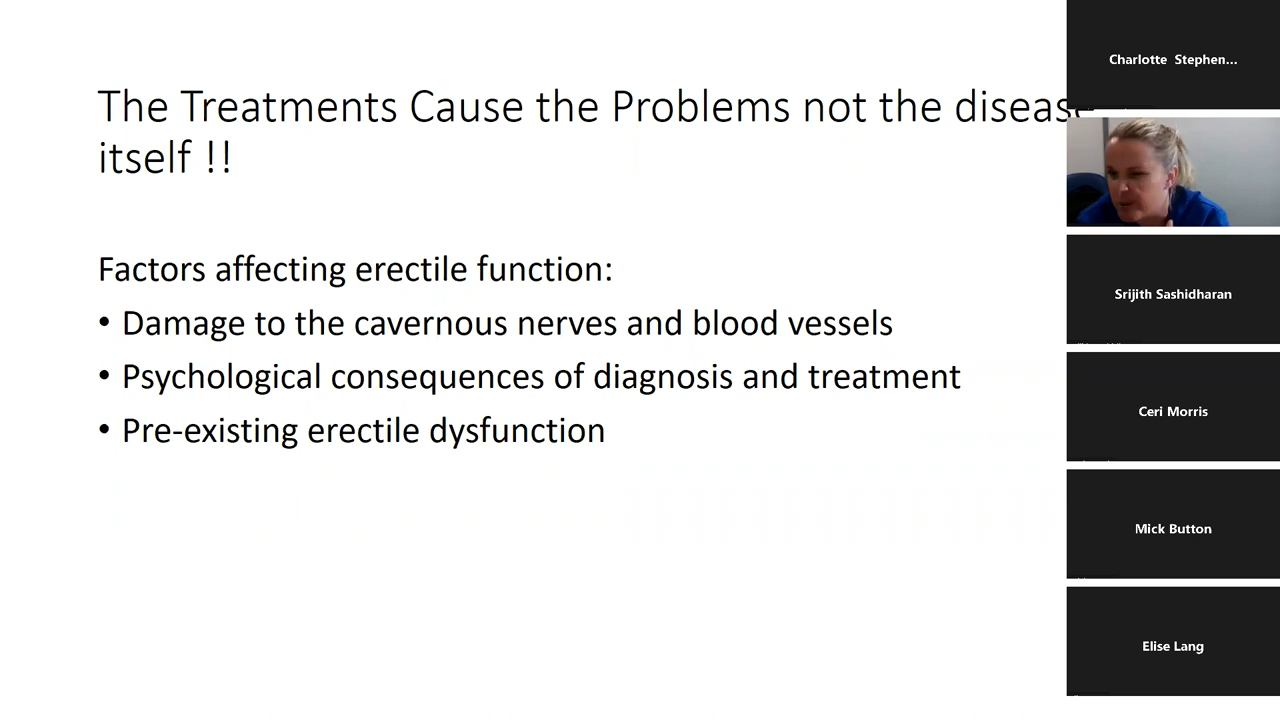 The Treatments Cause the Problems not the disease
itself !!
Factors affecting erectile function:
• Damage to the cavernous nerves and blood vessels
• Psychological consequences of diagnosis and treatment
• Pre-existing erectile dysfunction
Charlotte Stephen...
Srijith Sashidharan
Ceri Morris
Mick Button
Elise Lang